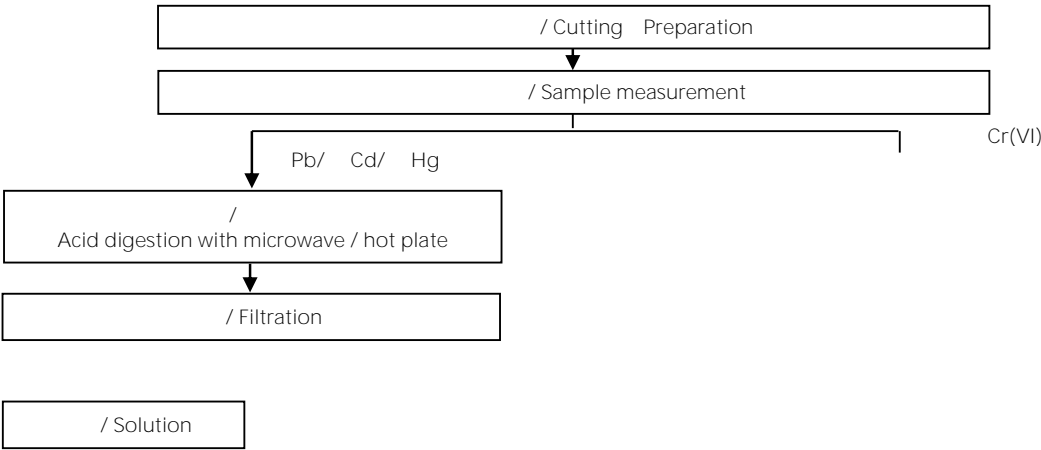 / Cutting Preparation
/ Sample measurement
Cr(VI)
Pb/ Cd/ Hg
/
Acid digestion with microwave / hot plate
/ Filtration
/ Solution